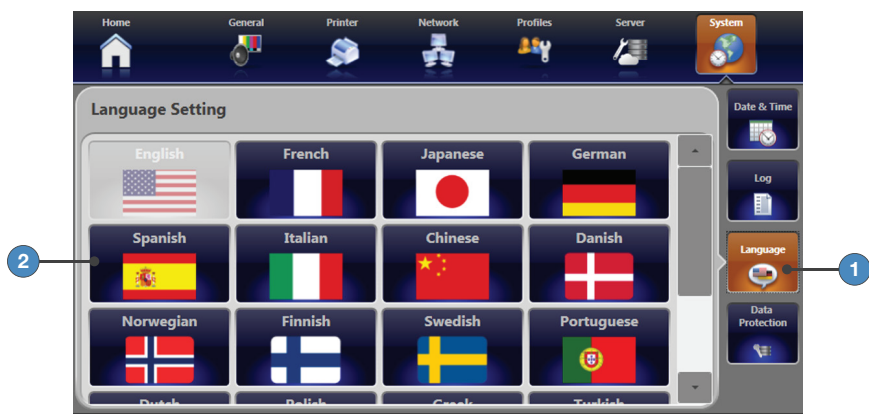 Home General Printer Network Profiles Server System
Language Setting
English French Japanese German
Spanish Italian Chinese Danish
Norwegian Finnish Swedish Portuguese
Dutch Polish Greek Turkish
Date & Time
Log
Language
Data
Protection
1
2